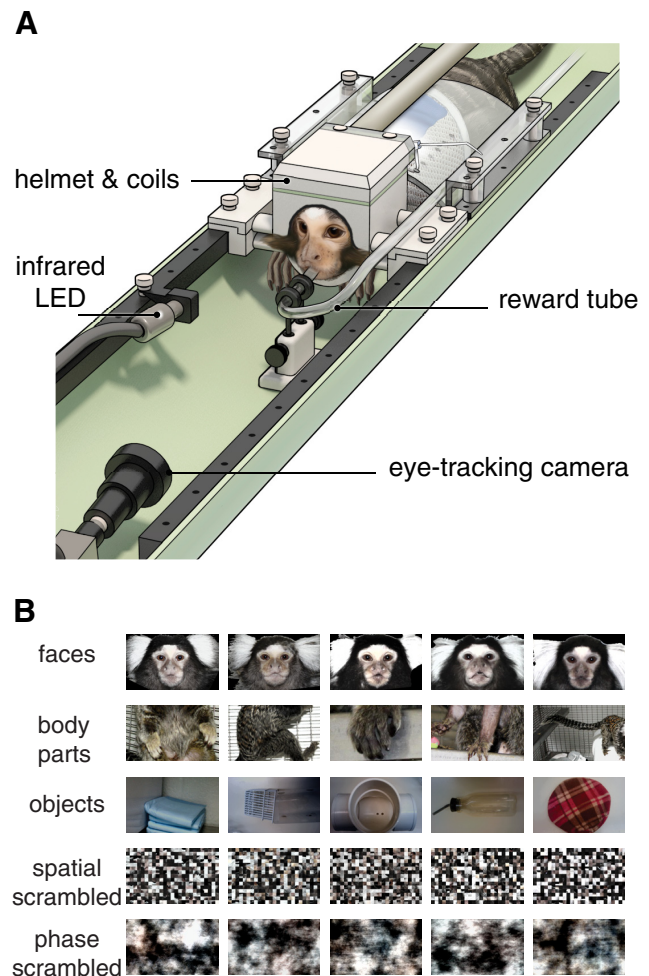 A
helmet & coils
infrared
LED
reward tube
eye-tracking camera
B
faces
body
parts
objects
spatial
scrambled
phase
scrambled